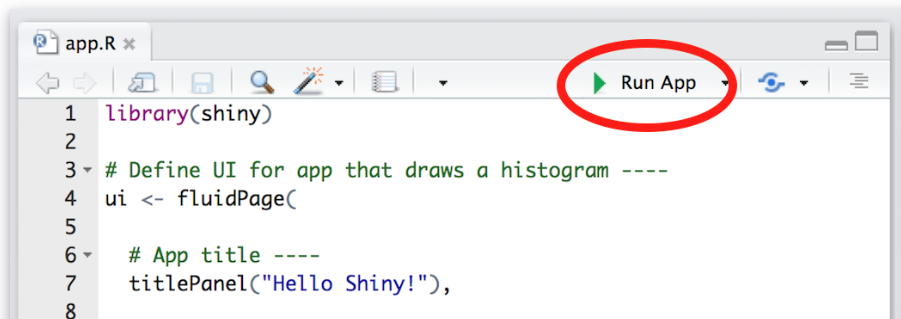 app.R
Run App
1 library(shiny)
2
3 # Define UI for app that draws a histogram ----
4 ui <- fluidPage(
5
6 # App title ----
7 titlePanel("Hello Shiny!"),
8